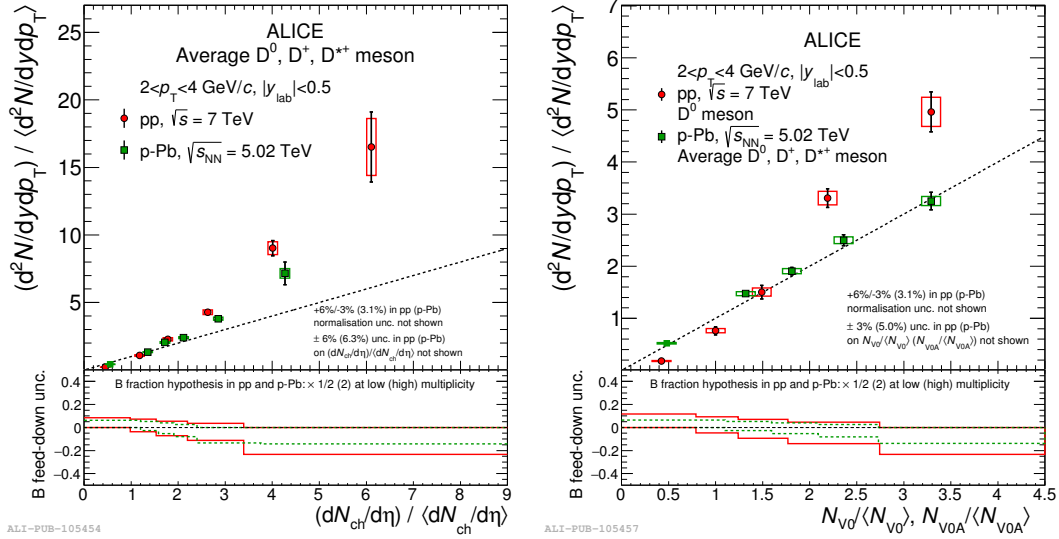 ALICE
Average D⁰, D⁺, D*⁺ meson
2<p_T<4 GeV/c, |y_lab|<0.5
pp, √s = 7 TeV
p-Pb, √s_NN = 5.02 TeV
+6%/-3% (3.1%) in pp (p-Pb)
normalisation unc. not shown
± 6% (6.3%) unc. in pp (p-Pb)
on (dN_ch/dη)/⟨dN_ch/dη⟩ not shown
(d²N/dydp_T) / ⟨d²N/dydp_T⟩
25
20
15
10
5
B fraction hypothesis in pp and p-Pb: × 1/2 (2) at low (high) multiplicity
B feed-down unc.
0.4
0.2
0
−0.2
−0.4
0 1 2 3 4 5 6 7 8 9
(dN_ch/dη) / ⟨dN_ch/dη⟩
ALI-PUB-105454
ALICE
2<p_T<4 GeV/c, |y_lab|<0.5
pp, √s = 7 TeV
D⁰ meson
p-Pb, √s_NN = 5.02 TeV
Average D⁰, D⁺, D*⁺ meson
+6%/-3% (3.1%) in pp (p-Pb)
normalisation unc. not shown
± 3% (5.0%) unc. in pp (p-Pb)
on N_V0/⟨N_V0⟩ (N_V0A/⟨N_V0A⟩) not shown
(d²N/dydp_T) / ⟨d²N/dydp_T⟩
7
6
5
4
3
2
1
0
B fraction hypothesis in pp and p-Pb: × 1/2 (2) at low (high) multiplicity
B feed-down unc.
0.4
0.2
0
−0.2
−0.4
0 0.5 1.0 1.5 2.0 2.5 3.0 3.5 4.0 4.5
N_V0/⟨N_V0⟩, N_V0A/⟨N_V0A⟩
ALI-PUB-105457